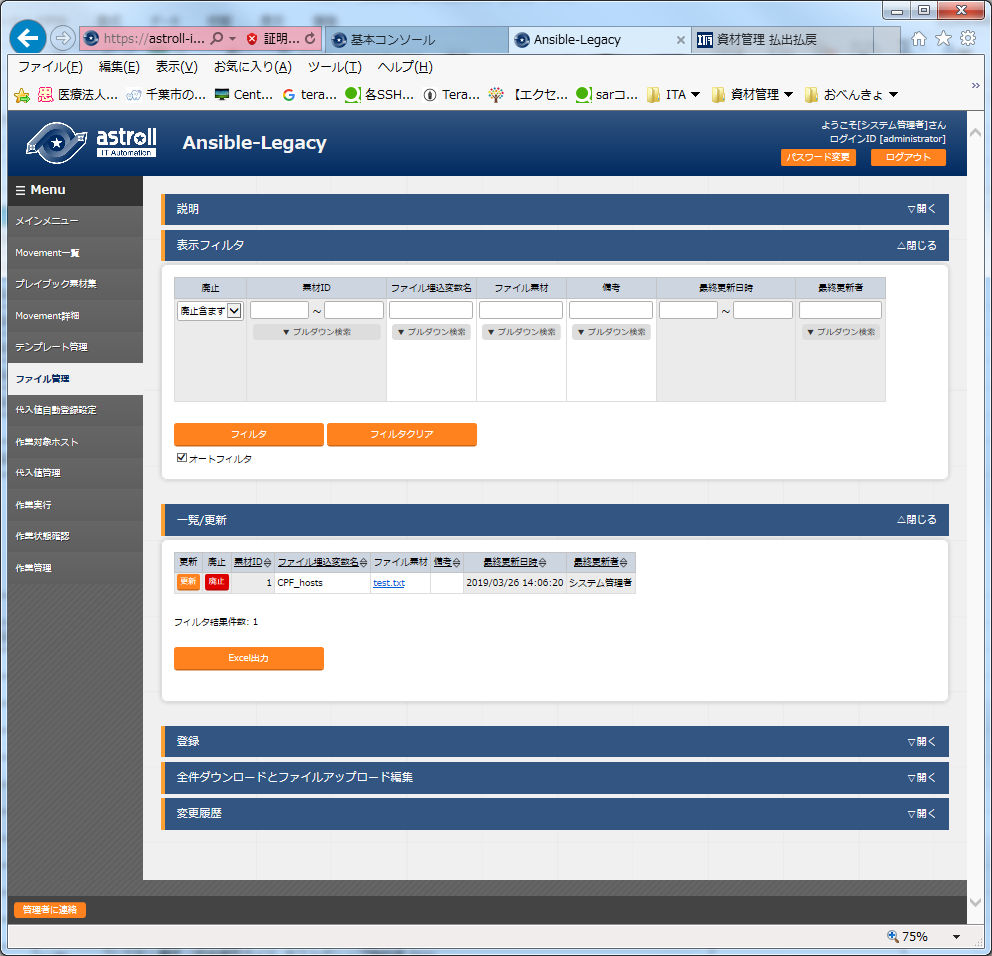 https://astroll-i...
証明...
基本コンソール
Ansible-Legacy
資材管理 払出払戻
ファイル(F) 編集(E) 表示(V) お気に入り(A) ツール(T) ヘルプ(H)
医療法人... 千葉市の... Cent... tera... 各SSH... Tera... 【エクセ... sarコ... ITA 資材管理 おべんきょ
astroll
IT Automation
Ansible-Legacy
ようこそ[システム管理者]さん
ログインID [administrator]
パスワード変更 ログアウト
Menu
メインメニュー
Movement一覧
プレイブック素材集
Movement詳細
テンプレート管理
ファイル管理
代入値自動登録設定
作業対象ホスト
代入値管理
作業実行
作業状態確認
作業管理
説明 ▽開く
表示フィルタ △閉じる
廃止 素材ID ファイル埋込変数名 ファイル素材 備考 最終更新日時 最終更新者
廃止含まず ~ ~
▼プルダウン検索 ▼プルダウン検索 ▼プルダウン検索 ▼プルダウン検索 ▼プルダウン検索
フィルタ フィルタクリア
オートフィルタ
一覧/更新 △閉じる
更新 廃止 素材ID ファイル埋込変数名 ファイル素材 備考 最終更新日時 最終更新者
更新 廃止 1 CPF_hosts test.txt 2019/03/26 14:06:20 システム管理者
フィルタ結果件数: 1
Excel出力
登録 ▽開く
全件ダウンロードとファイルアップロード編集 ▽開く
変更履歴 ▽開く
管理者に連絡
75%